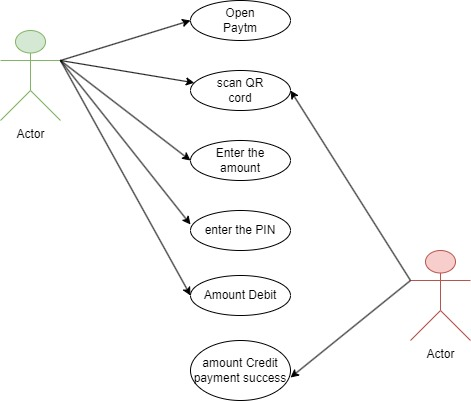 Open
Paytm
scan QR
cord
Actor
Enter the
amount
enter the PIN
Amount Debit
amount Credit
payment success
Actor